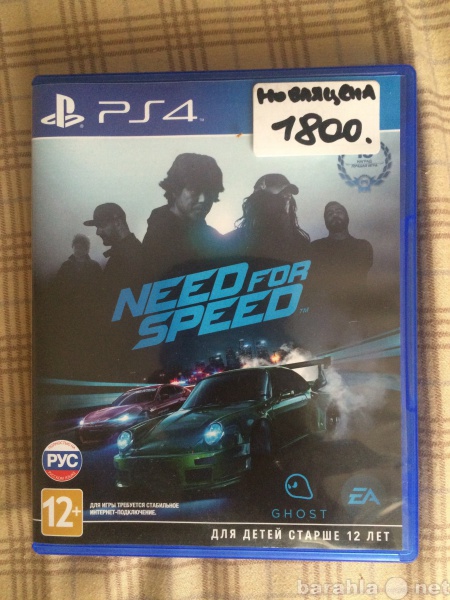 PS4
НОВАЯ ЦЕНА
1800.
NEED FOR
SPEED™
РУС
12+
ДЛЯ ИГРЫ ТРЕБУЕТСЯ СТАБИЛЬНОЕ
ИНТЕРНЕТ-ПОДКЛЮЧЕНИЕ.
GHOST
EA
ДЛЯ ДЕТЕЙ СТАРШЕ 12 ЛЕТ
barahla.net